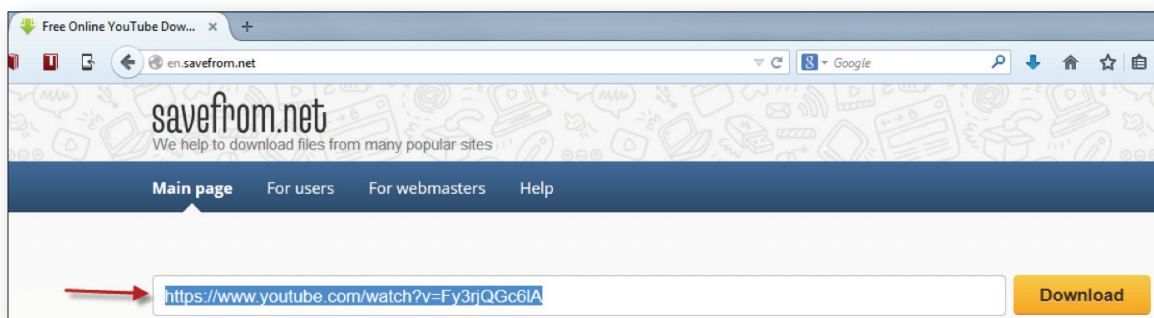 Free Online YouTube Dow...
en.savefrom.net
Google
savefrom.net
We help to download files from many popular sites
Main page For users For webmasters Help
https://www.youtube.com/watch?v=Fy3rjQGc6lA
Download